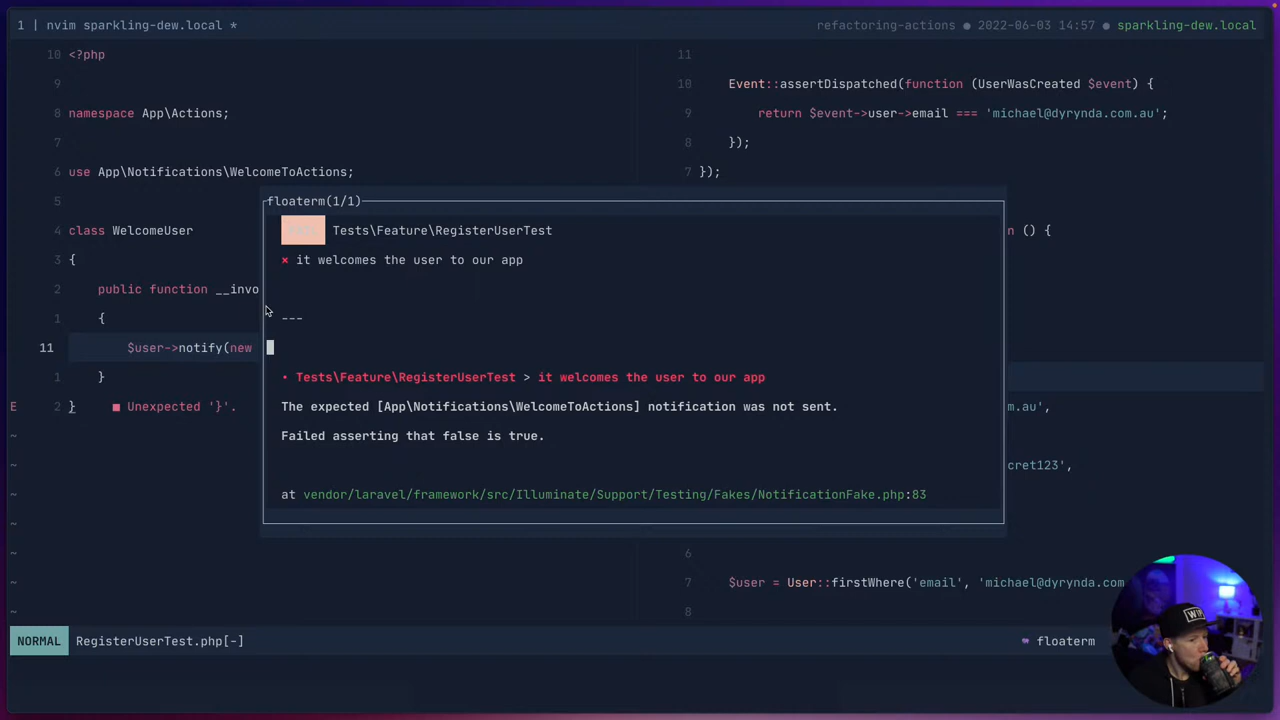 1 | nvim sparkling-dew.local * refactoring-actions ● 2022-06-03 14:57 ● sparkling-dew.local
10 <?php
9
8 namespace App\Actions;
7
6 use App\Notifications\WelcomeToActions;
5
4 class WelcomeUser
3 {
2 public function __invo
1 {
11 $user->notify(new
1 }
E 2 } ■ Unexpected '}'.
~
~
~
~
~
~
~
11
10 Event::assertDispatched(function (UserWasCreated $event) {
9 return $event->user->email === 'michael@dyrynda.com.au';
8 });
7 });
n () {
m.au',
cret123',
6
7 $user = User::firstWhere('email', 'michael@dyrynda.com
8
floaterm(1/1)
Tests\Feature\RegisterUserTest
⨯ it welcomes the user to our app
---
• Tests\Feature\RegisterUserTest > it welcomes the user to our app
The expected [App\Notifications\WelcomeToActions] notification was not sent.
Failed asserting that false is true.
at vendor/laravel/framework/src/Illuminate/Support/Testing/Fakes/NotificationFake.php:83
NORMAL RegisterUserTest.php[-] floaterm
WIP